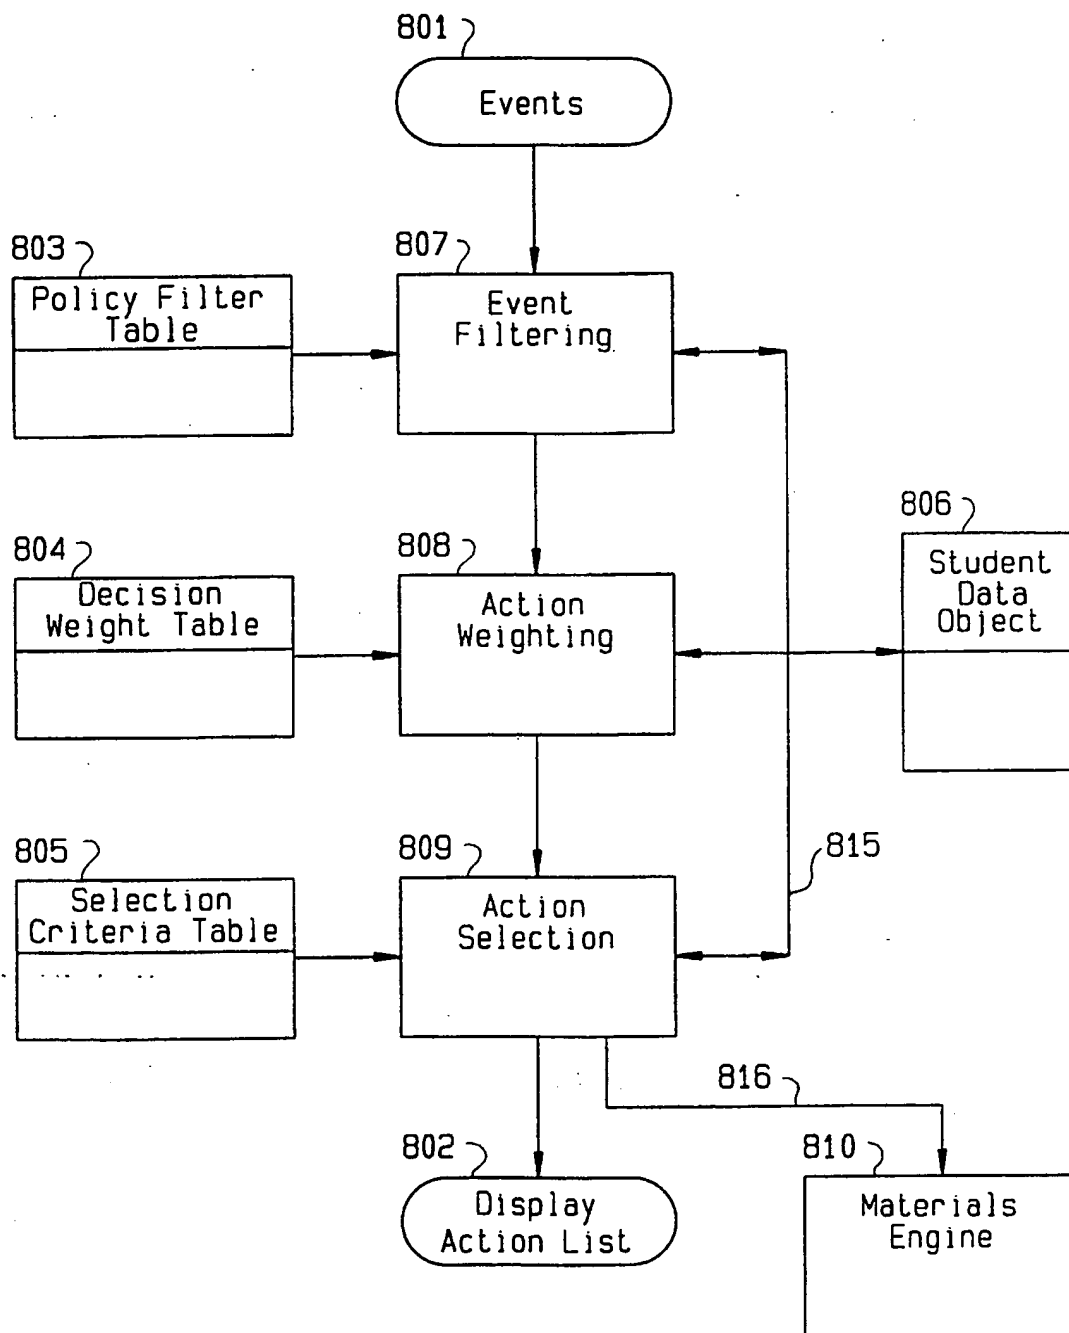 801
Events
803
Policy Filter
Table
807
Event
Filtering
804
Decision
Weight Table
808
Action
Weighting
806
Student
Data
Object
805
Selection
Criteria Table
809
Action
Selection
815
816
802
Display
Action List
810
Materials
Engine